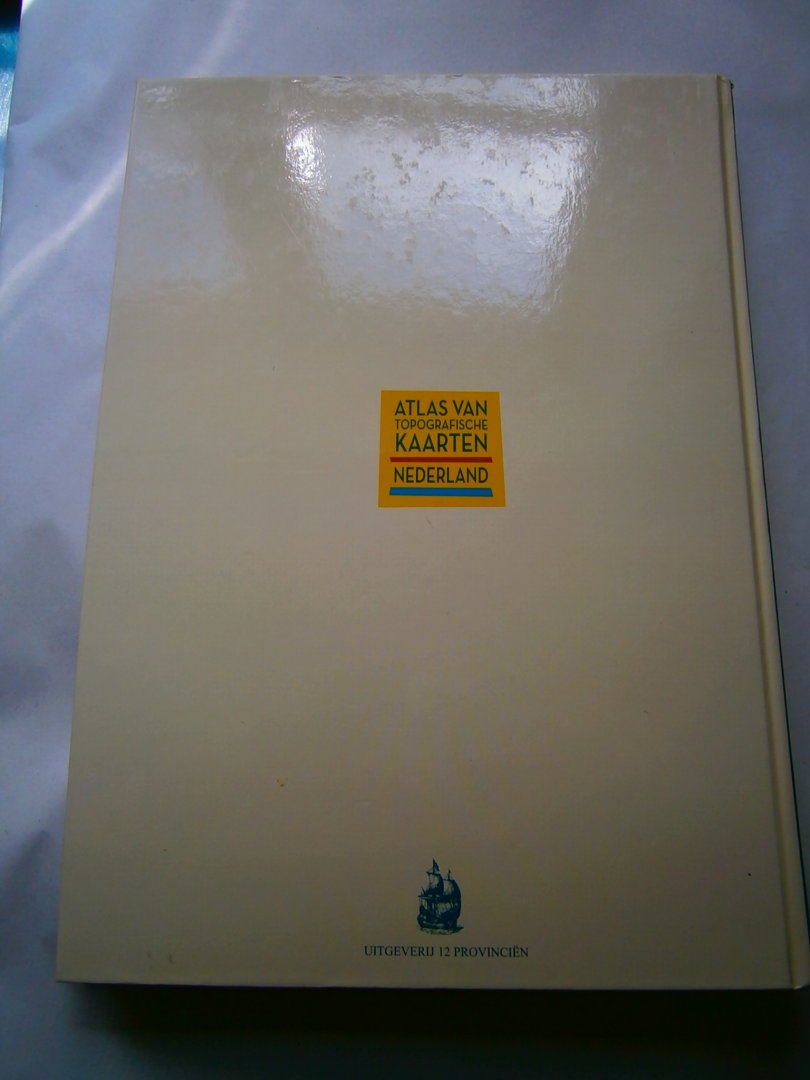 ATLAS VAN
TOPOGRAFISCHE
KAARTEN
NEDERLAND
UITGEVERIJ 12 PROVINCIËN